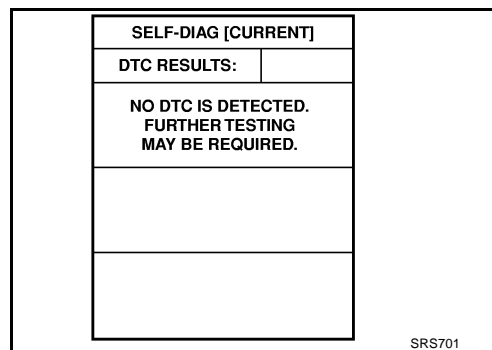 SELF-DIAG [CURRENT]
DTC RESULTS:
NO DTC IS DETECTED.
FURTHER TESTING
MAY BE REQUIRED.
SRS701